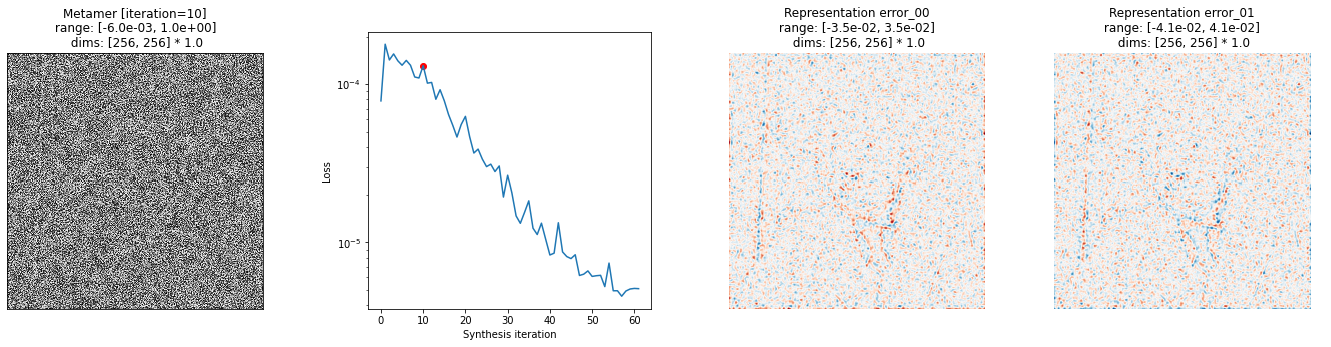 Metamer [iteration=10]
range: [-6.0e-03, 1.0e+00]
dims: [256, 256] * 1.0
10⁻⁴
10⁻⁵
Loss
0 10 20 30 40 50 60
Synthesis iteration
Representation error_00
range: [-3.5e-02, 3.5e-02]
dims: [256, 256] * 1.0
Representation error_01
range: [-4.1e-02, 4.1e-02]
dims: [256, 256] * 1.0